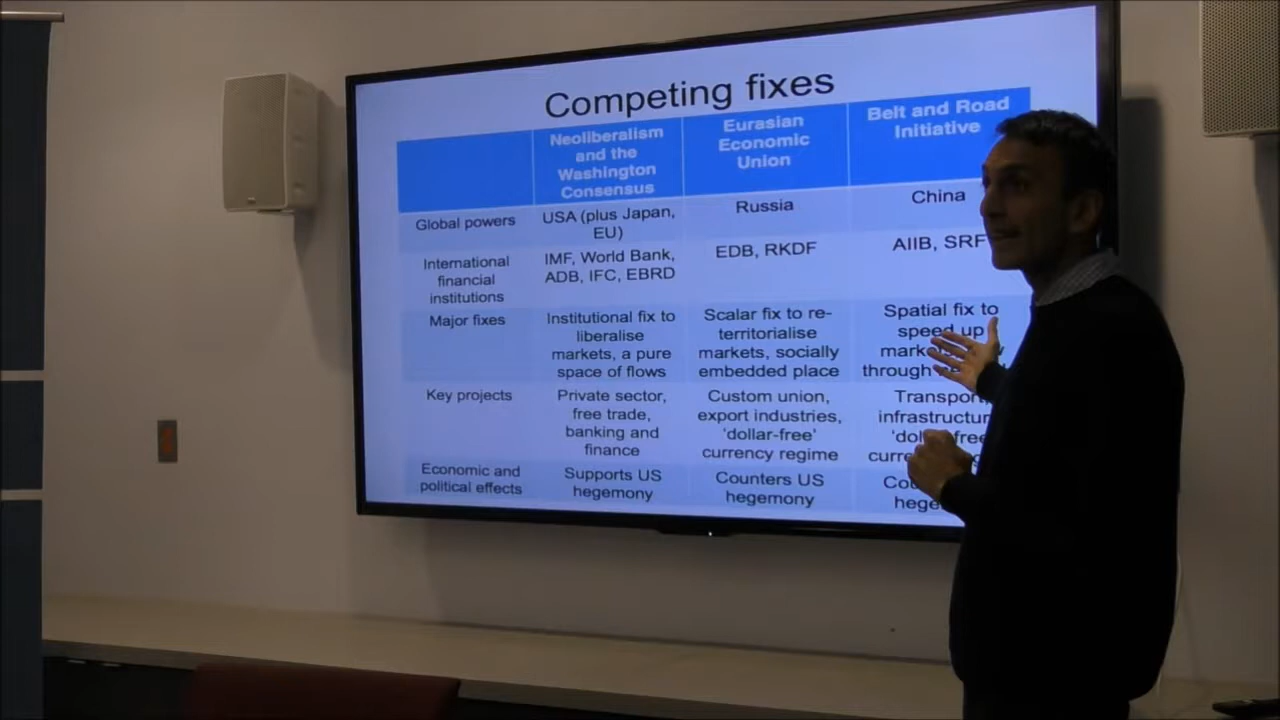 Competing fixes
Neoliberalism
and the
Washington
Consensus
Eurasian
Economic
Union
Belt and Road
Initiative
Global powers
USA (plus Japan,
EU)
Russia
China
International
financial
institutions
IMF, World Bank,
ADB, IFC, EBRD
EDB, RKDF
AIIB, SRF
Major fixes
Institutional fix to
liberalise
markets, a pure
space of flows
Scalar fix to re-
territorialise
markets, socially
embedded place
Spatial fix to
speed up
through
Key projects
Private sector,
free trade,
banking and
finance
Custom union,
export industries,
'dollar-free'
currency regime
Transport,
Economic and
political effects
Supports US
hegemony
Counters US
hegemony